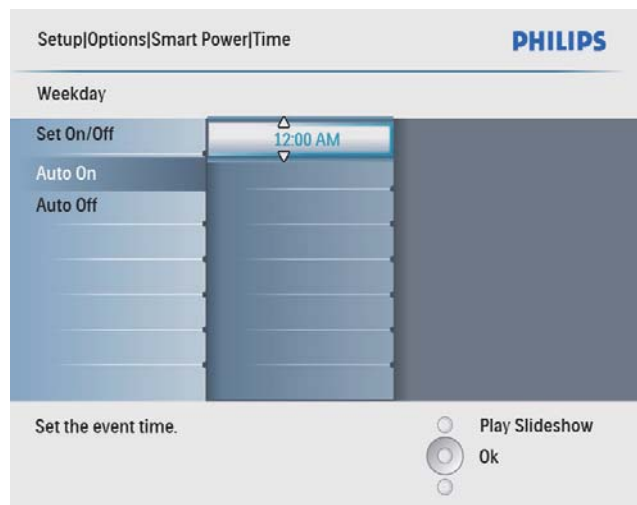 Setup|Options|Smart Power|Time
PHILIPS
Weekday
Set On/Off
12:00 AM
Auto On
Auto Off
Set the event time.
Play Slideshow
Ok